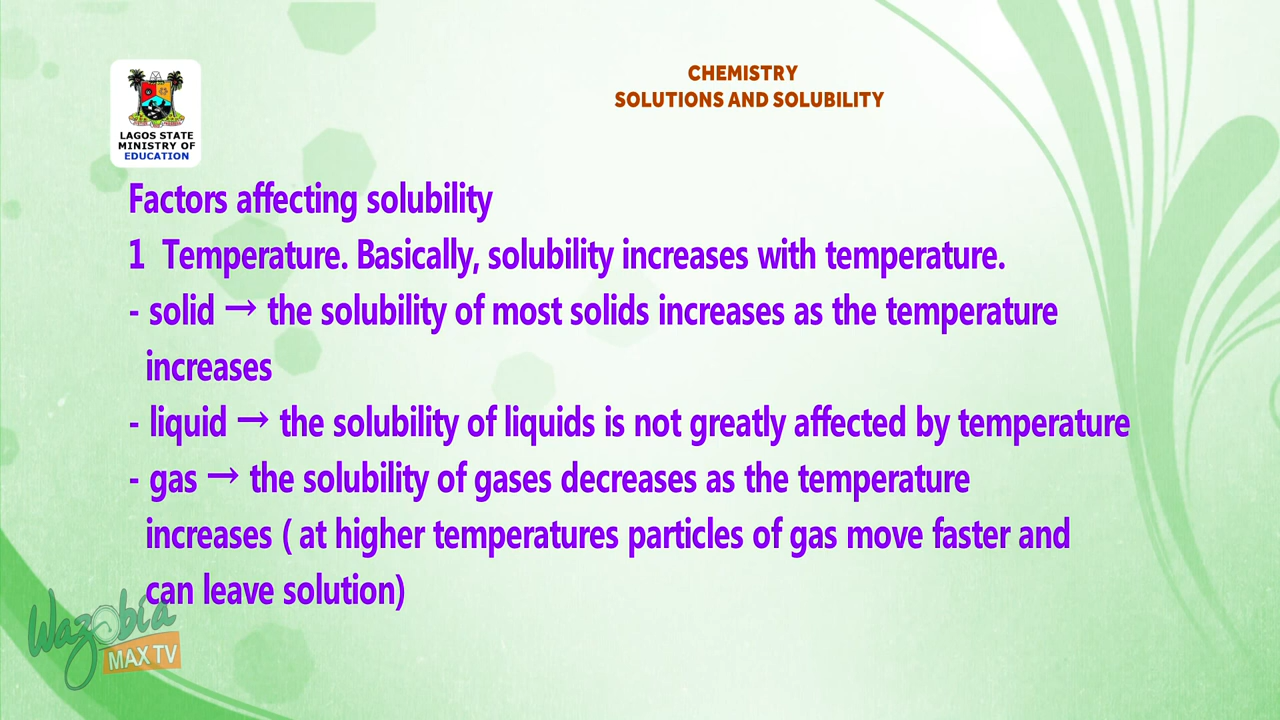 CHEMISTRY
SOLUTIONS AND SOLUBILITY
LAGOS STATE
MINISTRY OF
EDUCATION
Factors affecting solubility
1 Temperature. Basically, solubility increases with temperature.
- solid → the solubility of most solids increases as the temperature
increases
- liquid → the solubility of liquids is not greatly affected by temperature
- gas → the solubility of gases decreases as the temperature
increases ( at higher temperatures particles of gas move faster and
can leave solution)
Wazobia
MAX TV